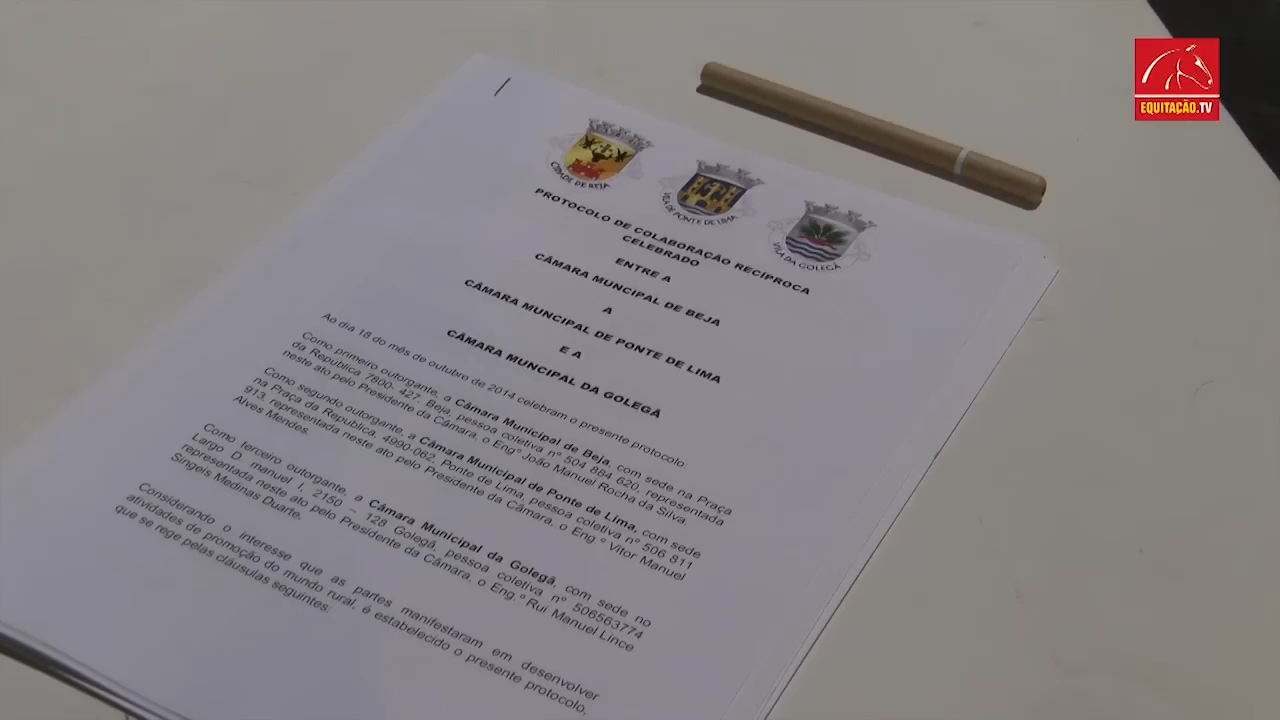 EQUITAÇÃO.TV
CIDADE DE BEJA
VILA DE PONTE DE LIMA
VILA DA GOLEGÃ
PROTOCOLO DE COLABORAÇÃO RECÍPROCA
CELEBRADO
ENTRE A
CÂMARA MUNCIPAL DE BEJA
A
CÂMARA MUNCIPAL DE PONTE DE LIMA
E A
CÂMARA MUNCIPAL DA GOLEGÃ
Ao dia 18 do mês de outubro de 2014 celebram o presente protocolo
Como primeiro outorgante, a Câmara Municipal de Beja, com sede na Praça
da Republica 7800- 427, Beja, pessoa coletiva nº 504 884 620, representada
neste ato pelo Presidente da Câmara, o Engº João Manuel Rocha da Silva.
Como segundo outorgante, a Câmara Municipal de Ponte de Lima, com sede
na Praça da Republica, 4990-062, Ponte de Lima, pessoa coletiva nº 506 811
913, representada neste ato pelo Presidente da Câmara, o Eng.º Vitor Manuel
Alves Mendes.
Como terceiro outorgante, a Câmara Municipal da Golegã, com sede no
Largo D. manuel I, 2150 – 128 Golegã, pessoa coletiva nº 506563774
representada neste ato pelo Presidente da Câmara, o Eng.º Rui Manuel Lince
Singeis Medinas Duarte.
Considerando o interesse que as partes manifestaram em desenvolver
atividades de promoção do mundo rural, é estabelecido o presente protocolo,
que se rege pelas cláusulas seguintes: